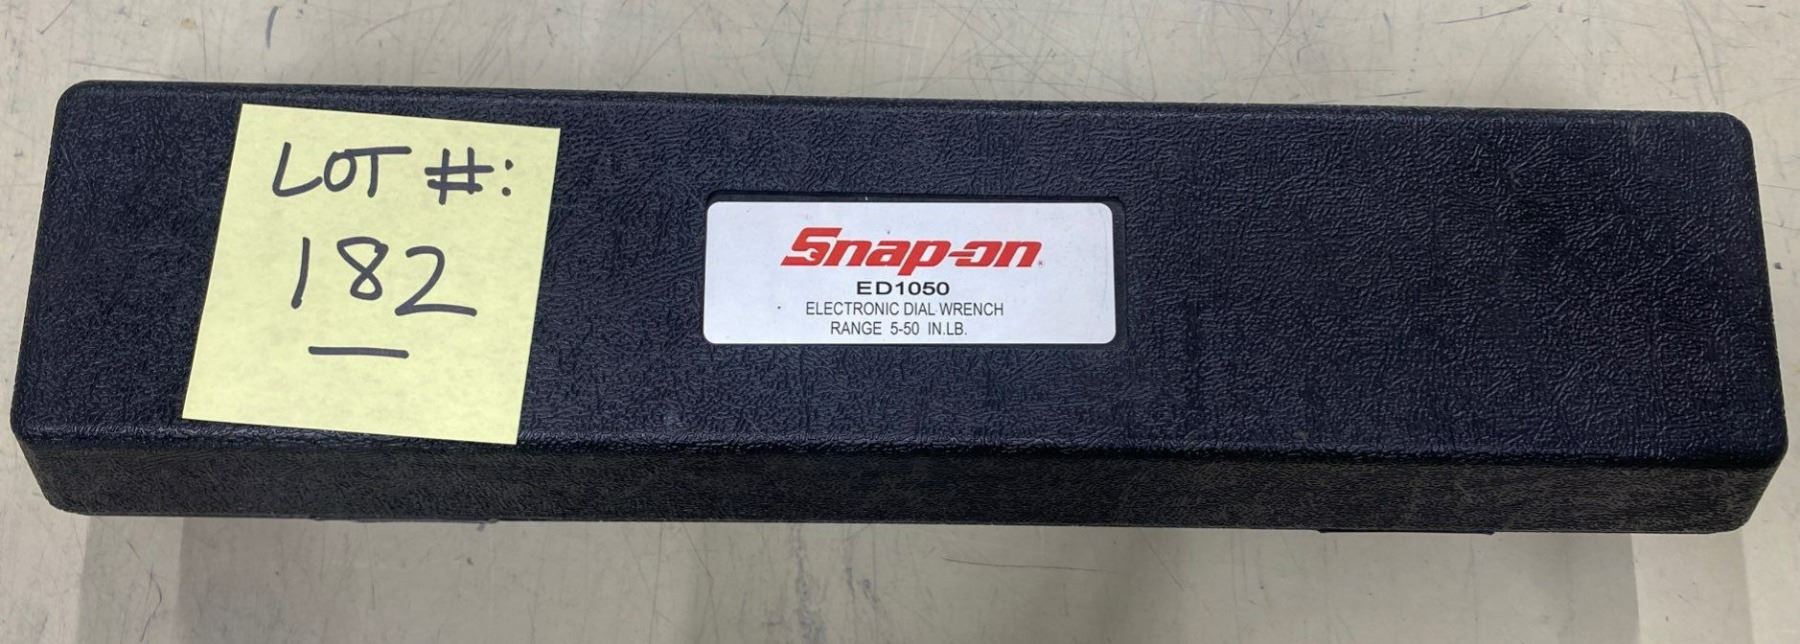 LOT #:
182
Snap-on
ED1050
ELECTRONIC DIAL WRENCH
RANGE 5-50 IN.LB.